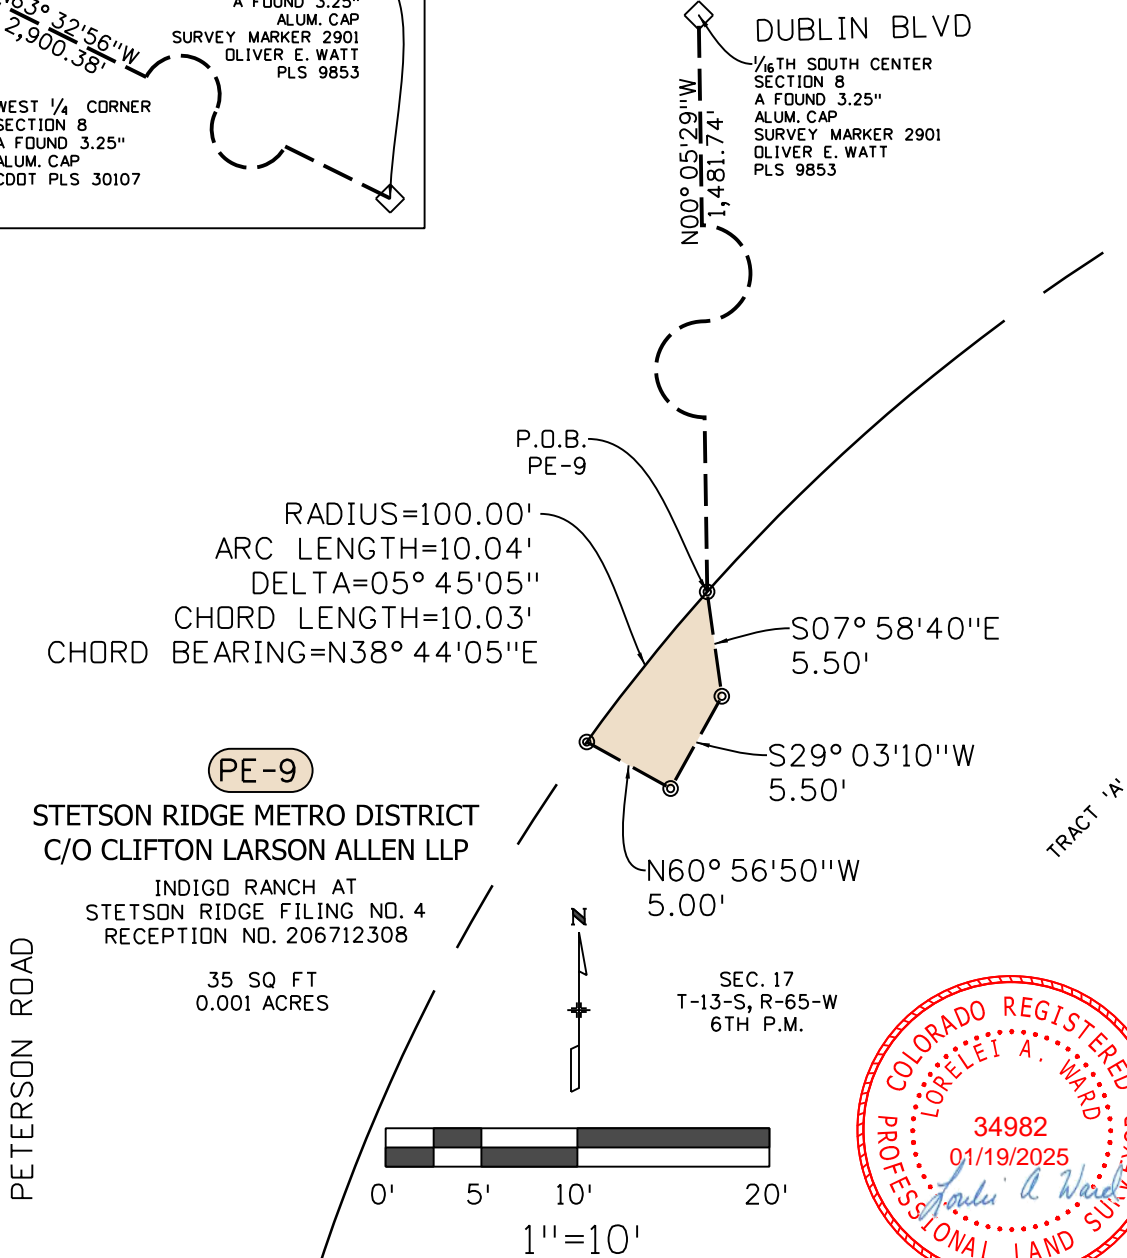 63° 32'56"W
2,900.38'
A FOUND 3.25"
ALUM. CAP
SURVEY MARKER 2901
OLIVER E. WATT
PLS 9853
WEST 1/4 CORNER
SECTION 8
A FOUND 3.25"
ALUM. CAP
CDOT PLS 30107
DUBLIN BLVD
1/16TH SOUTH CENTER
SECTION 8
A FOUND 3.25"
ALUM. CAP
SURVEY MARKER 2901
OLIVER E. WATT
PLS 9853
N00° 05'29"W
1,481.74'
P.O.B.
PE-9
RADIUS=100.00'
ARC LENGTH=10.04'
DELTA=05° 45'05"
CHORD LENGTH=10.03'
CHORD BEARING=N38° 44'05"E
S07° 58'40"E
5.50'
S29° 03'10"W
5.50'
N60° 56'50"W
5.00'
PE-9
STETSON RIDGE METRO DISTRICT
C/O CLIFTON LARSON ALLEN LLP
INDIGO RANCH AT
STETSON RIDGE FILING NO. 4
RECEPTION NO. 206712308
35 SQ FT
0.001 ACRES
PETERSON ROAD
TRACT 'A'
N
SEC. 17
T-13-S, R-65-W
6TH P.M.
0' 5' 10' 20'
1"=10'
COLORADO REGISTERED
LORELEI A. WARD
34982
01/19/2025
Lorelei A Ward
PROFESSIONAL LAND SURVEYOR